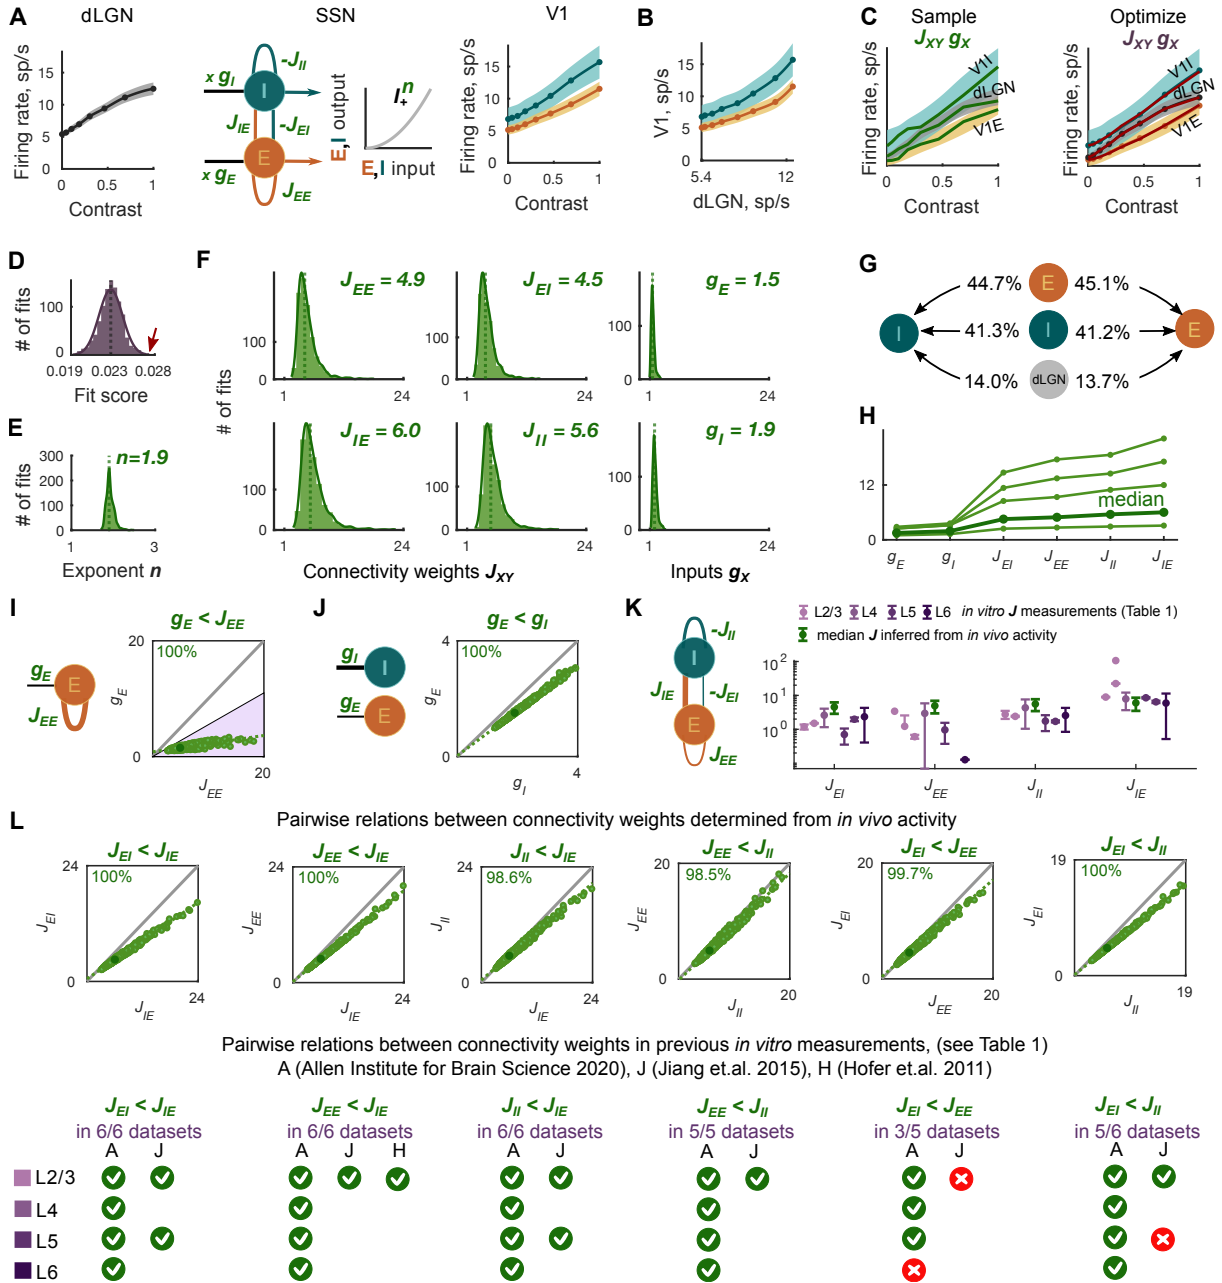 A
dLGN
SSN
V1
B
C
Sample
J_XY g_X
Optimize
J_XY g_X
Firing rate, sp/s
15
10
5
0
0
0.5
1
Contrast
-J_II
x g_I
I
J_IE
-J_EI
x g_E
E
J_EE
E,I output
I_+^n
E,I input
Firing rate, sp/s
15
10
5
0
0
0.5
1
Contrast
V1, sp/s
15
10
5
0
5.4
12
dLGN, sp/s
Firing rate, sp/s
V1I
dLGN
V1E
0
0.5
1
Contrast
Firing rate, sp/s
V1I
dLGN
V1E
0
0.5
1
Contrast
D
# of fits
100
0
0.019
0.023
0.028
Fit score
E
n=1.9
# of fits
300
200
100
0
1
3
Exponent n
F
# of fits
J_EE = 4.9
100
1
24
J_EI = 4.5
100
1
24
g_E = 1.5
100
0
1
24
J_IE = 6.0
100
1
24
J_II = 5.6
100
1
24
g_I = 1.9
100
0
1
24
Connectivity weights J_XY
Inputs g_X
G
44.7%
E
45.1%
I
41.3%
I
41.2%
E
14.0%
dLGN
13.7%
H
12
0
median
g_E
g_I
J_EI
J_EE
J_II
J_IE
I
g_E < J_EE
g_E
E
J_EE
20
100%
g_E
0
20
J_EE
J
g_E < g_I
g_I
I
g_E
E
4
100%
g_E
0
4
g_I
K
L2/3
L4
L5
L6
in vitro J measurements (Table 1)
median J inferred from in vivo activity
-J_II
I
J_IE
-J_EI
E
J_EE
10^2
10^1
10^0
J_EI
J_EE
J_II
J_IE
L
Pairwise relations between connectivity weights determined from in vivo activity
J_EI < J_IE
24
100%
J_EI
0
24
J_IE
J_EE < J_IE
24
100%
J_EE
0
24
J_IE
J_II < J_IE
24
98.6%
J_II
0
24
J_IE
J_EE < J_II
20
98.5%
J_EE
0
20
J_II
J_EI < J_EE
20
99.7%
J_EI
0
20
J_EE
J_EI < J_II
19
100%
J_EI
0
19
J_II
Pairwise relations between connectivity weights in previous in vitro measurements, (see Table 1)
A (Allen Institute for Brain Science 2020), J (Jiang et.al. 2015), H (Hofer et.al. 2011)
J_EI < J_IE
J_EE < J_IE
J_II < J_IE
J_EE < J_II
J_EI < J_EE
J_EI < J_II
in 6/6 datasets
in 6/6 datasets
in 6/6 datasets
in 5/5 datasets
in 3/5 datasets
in 5/6 datasets
A J
A J H
A J
A J
A J
A J
L2/3
L4
L5
L6